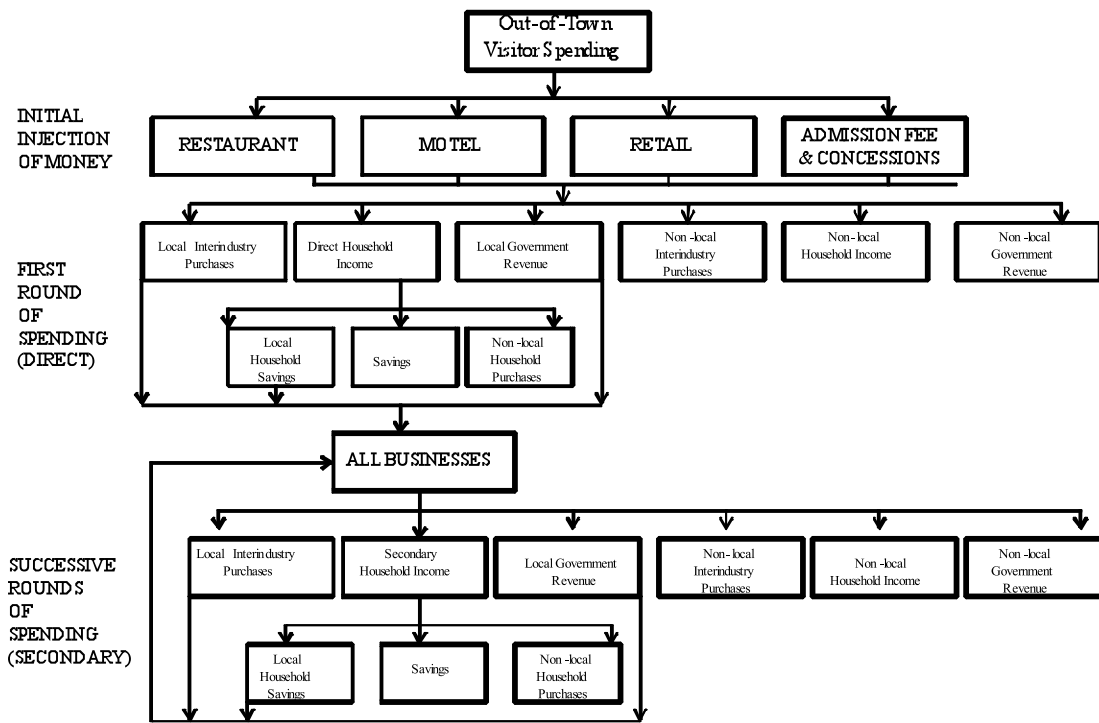 Out-of-Town
Visitor Spending
INITIAL
INJECTION
OF MONEY
RESTAURANT
MOTEL
RETAIL
ADMISSION FEE
& CONCESSIONS
FIRST
ROUND
OF
SPENDING
(DIRECT)
Local Interindustry
Purchases
Direct Household
Income
Local Government
Revenue
Non-local
Interindustry
Purchases
Non-local
Household Income
Non-local
Government
Revenue
Local
Household
Savings
Savings
Non-local
Household
Purchases
ALL BUSINESSES
SUCCESSIVE
ROUNDS
OF
SPENDING
(SECONDARY)
Local Interindustry
Purchases
Secondary
Household Income
Local Government
Revenue
Non-local
Interindustry
Purchases
Non-local
Household Income
Non-local
Government
Revenue
Local
Household
Savings
Savings
Non-local
Household
Purchases